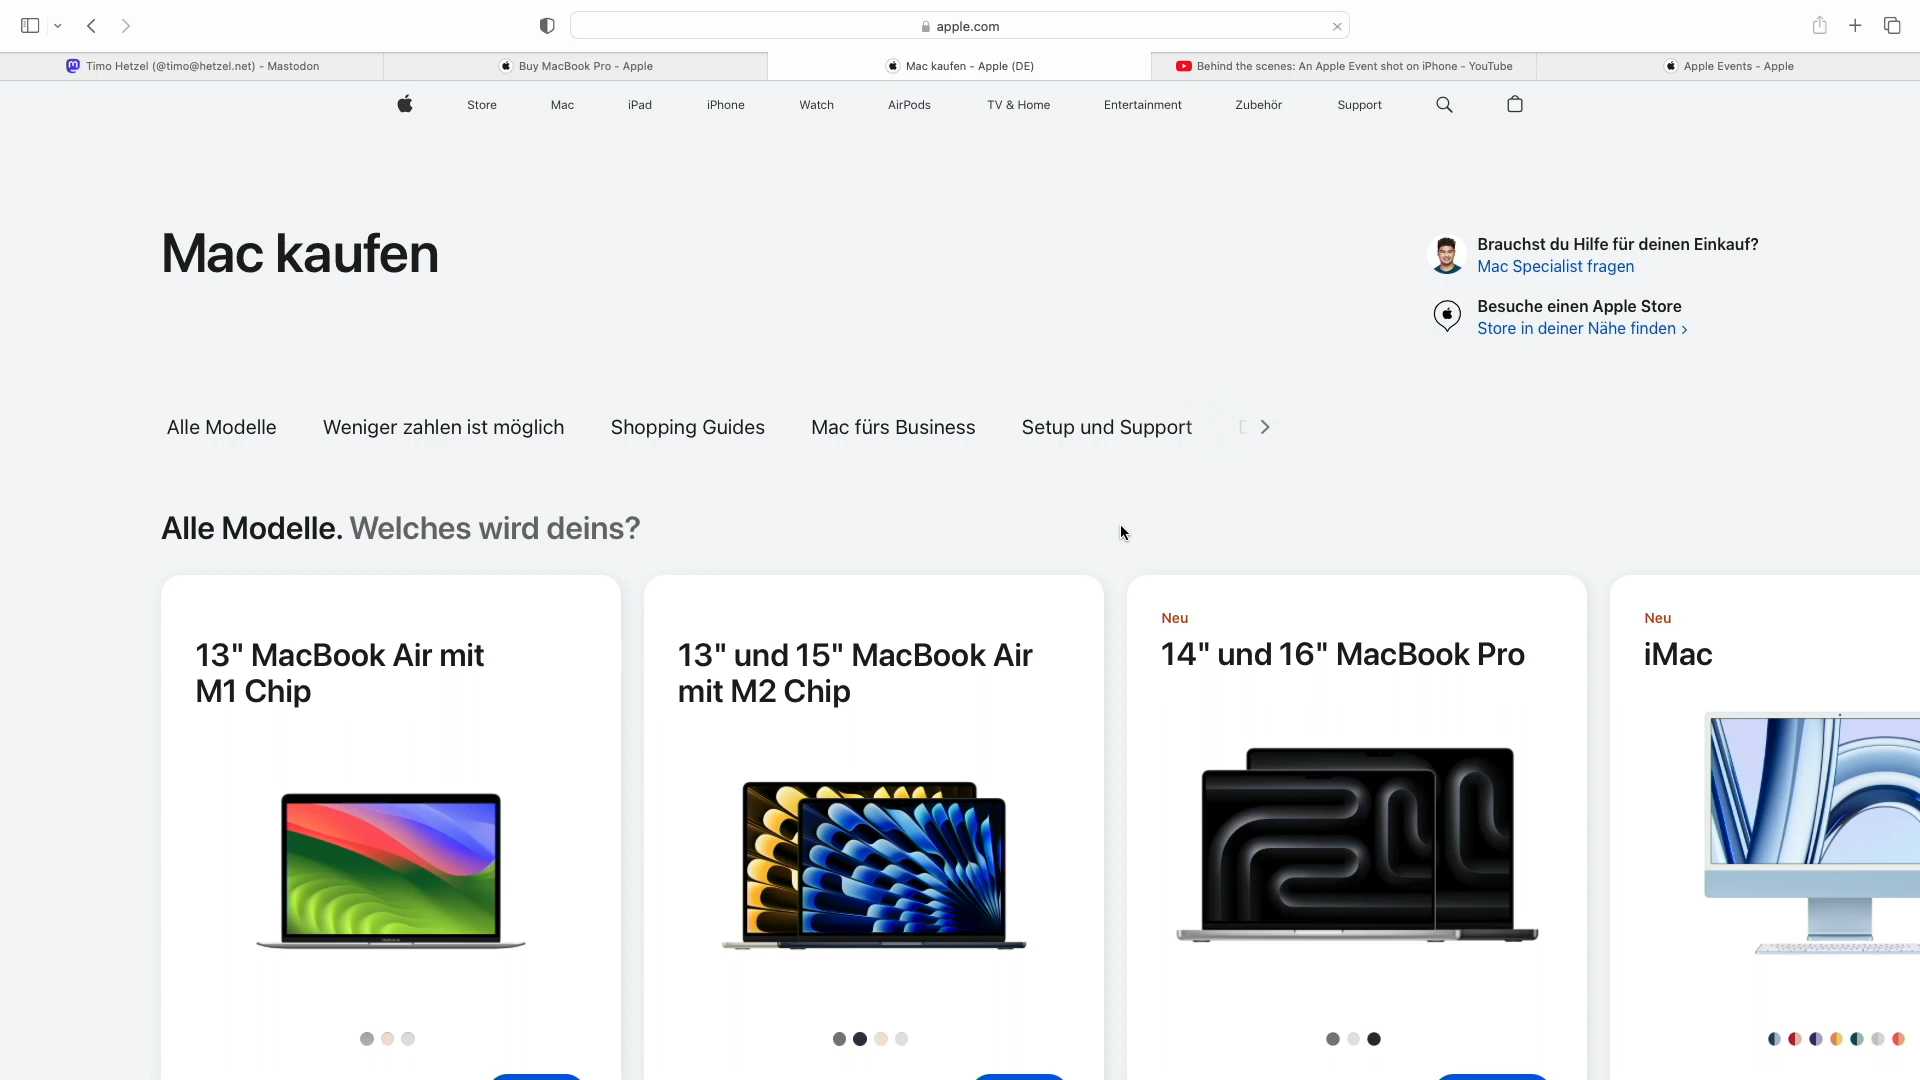 apple.com
Timo Hetzel (@timo@hetzel.net) - Mastodon
Buy MacBook Pro - Apple
Mac kaufen - Apple (DE)
Behind the scenes: An Apple Event shot on iPhone - YouTube
Apple Events - Apple
Store
Mac
iPad
iPhone
Watch
AirPods
TV & Home
Entertainment
Zubehör
Support
Mac kaufen
Brauchst du Hilfe für deinen Einkauf?
Mac Specialist fragen
Besuche einen Apple Store
Store in deiner Nähe finden >
Alle Modelle
Weniger zahlen ist möglich
Shopping Guides
Mac fürs Business
Setup und Support
Alle Modelle. Welches wird deins?
13" MacBook Air mit
M1 Chip
13" und 15" MacBook Air
mit M2 Chip
Neu
14" und 16" MacBook Pro
Neu
iMac